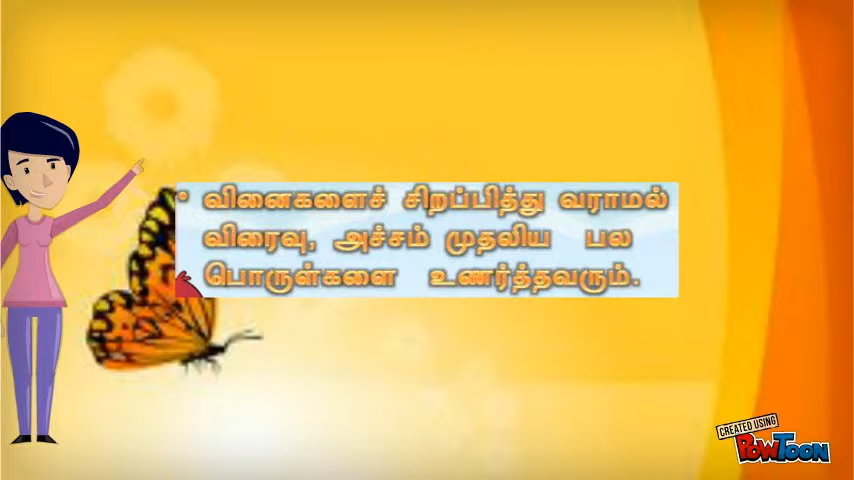 • வினைகளைச் சிறப்பித்து வராமல்
விரைவு, அச்சம் முதலிய பல
பொருள்களை உணர்த்தவரும்.
CREATED USING
POWTOON